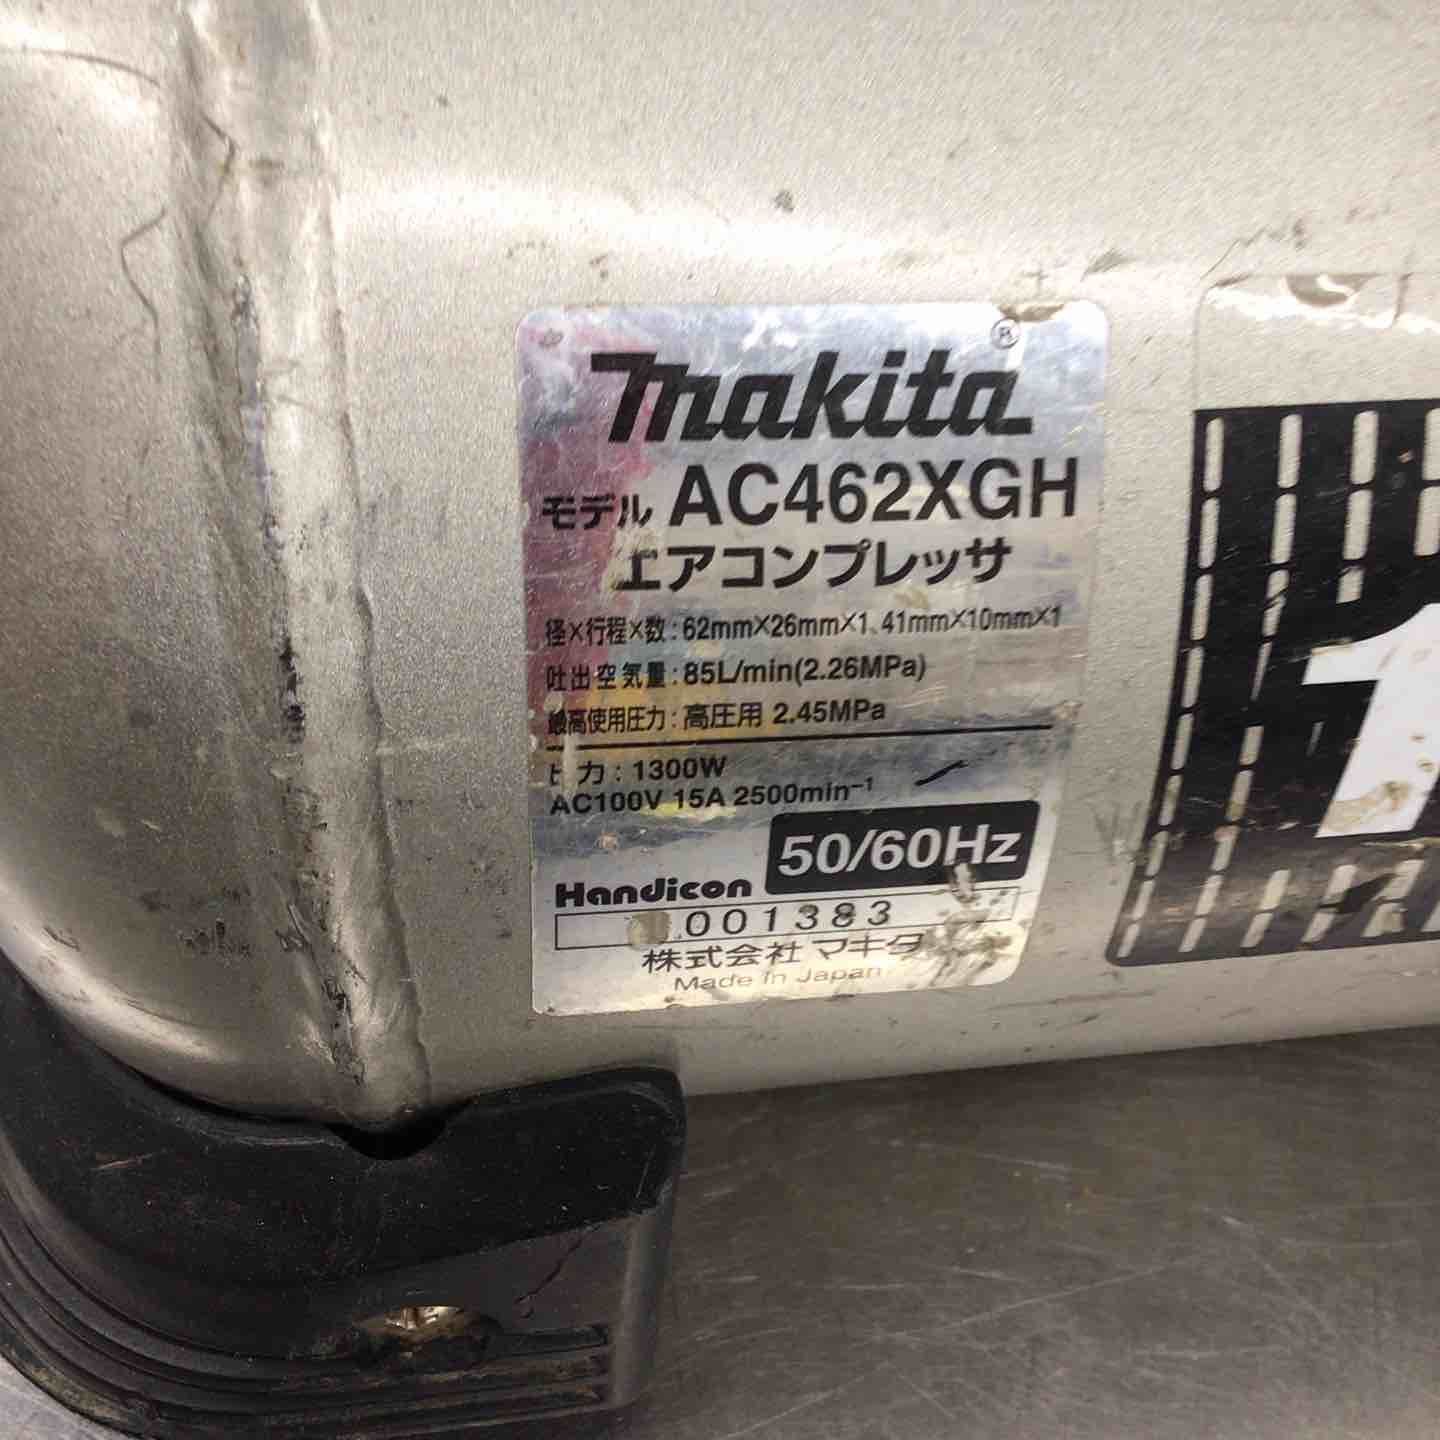 makita®
モデル AC462XGH
エアコンプレッサ
径×行程×数:62mm×26mm×1、41mm×10mm×1
吐出空気量:85L/min(2.26MPa)
最高使用圧力:高圧用 2.45MPa
出力:1300W
AC100V 15A 2500min⁻¹
50/60Hz
Handicon
001383
株式会社マキタ
Made in Japan
1